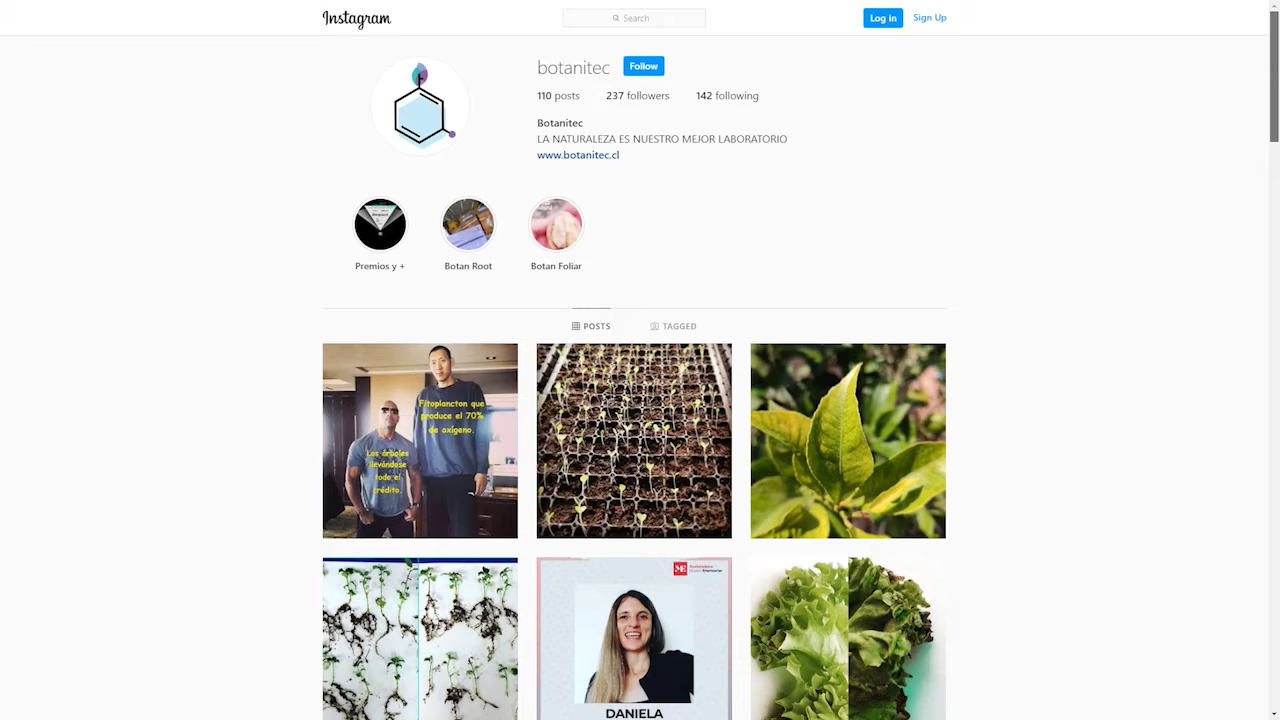 Instagram
Search
Log In
Sign Up
botanitec
Follow
110 posts
237 followers
142 following
Botanitec
LA NATURALEZA ES NUESTRO MEJOR LABORATORIO
www.botanitec.cl
Premios y +
Botan Root
Botan Foliar
POSTS
TAGGED
Fitoplancton que
produce el 70%
de oxígeno.
Los árboles
llevándose
todo el
crédito.
ME
DANIELA